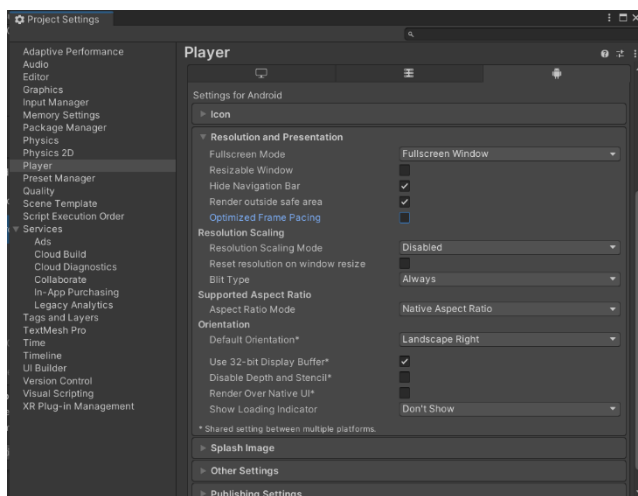 Project Settings
Adaptive Performance
Audio
Editor
Graphics
Input Manager
Memory Settings
Package Manager
Physics
Physics 2D
Player
Preset Manager
Quality
Scene Template
Script Execution Order
Services
Ads
Cloud Build
Cloud Diagnostics
Collaborate
In-App Purchasing
Legacy Analytics
Tags and Layers
TextMesh Pro
Time
Timeline
UI Builder
Version Control
Visual Scripting
XR Plug-in Management
Player
Settings for Android
Icon
Resolution and Presentation
Fullscreen Mode Fullscreen Window
Resizable Window
Hide Navigation Bar
Render outside safe area
Optimized Frame Pacing
Resolution Scaling
Resolution Scaling Mode Disabled
Reset resolution on window resize
Blit Type Always
Supported Aspect Ratio
Aspect Ratio Mode Native Aspect Ratio
Orientation
Default Orientation* Landscape Right
Use 32-bit Display Buffer*
Disable Depth and Stencil*
Render Over Native UI*
Show Loading Indicator Don't Show
* Shared setting between multiple platforms.
Splash Image
Other Settings
Publishing Settings